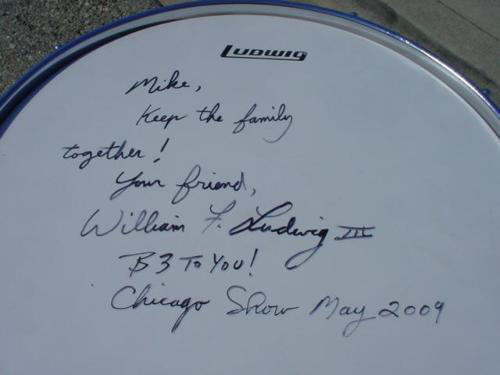 Ludwig
Mike,
Keep the family
together!
Your friend,
William F. Ludwig III
B3 To You!
Chicago Show May 2009